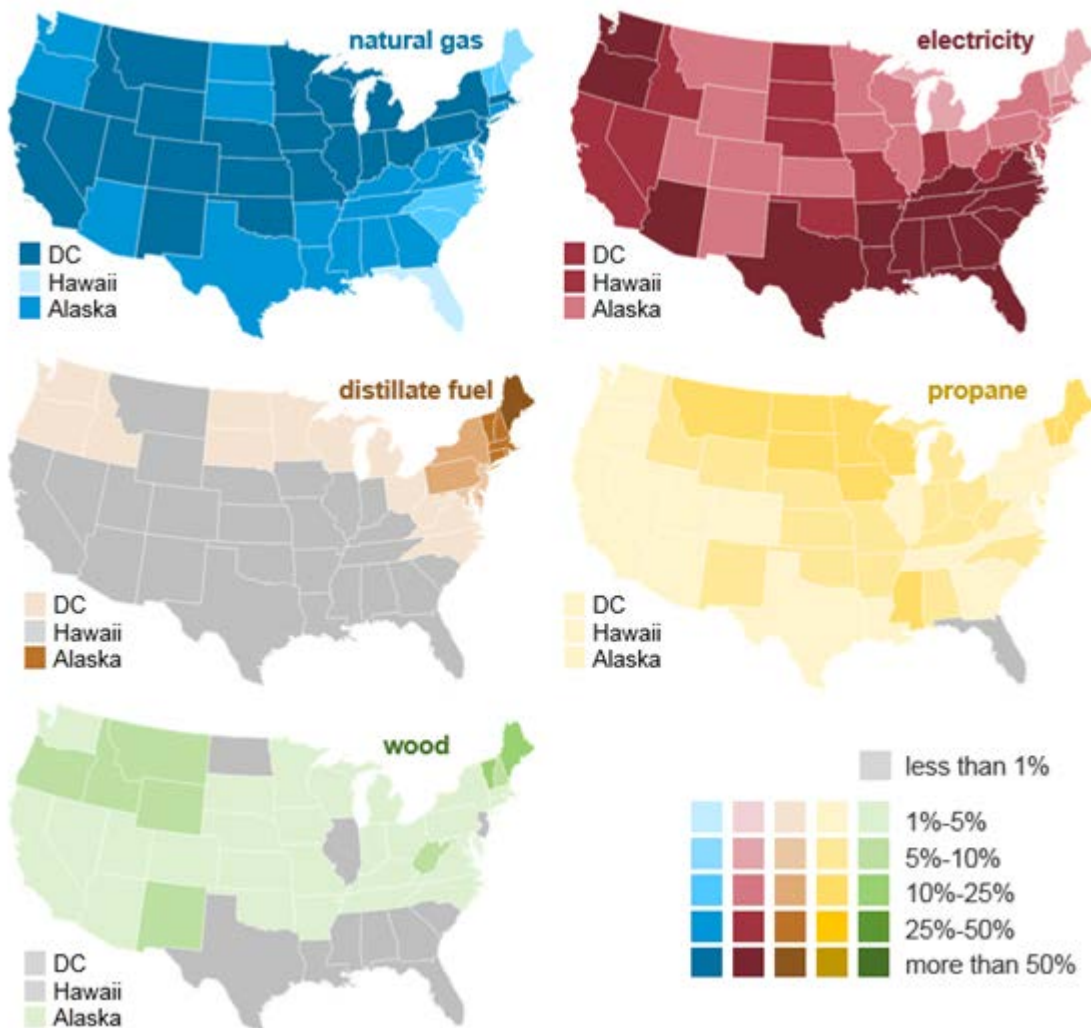 natural gas
DC
Hawaii
Alaska
electricity
DC
Hawaii
Alaska
distillate fuel
DC
Hawaii
Alaska
propane
DC
Hawaii
Alaska
wood
DC
Hawaii
Alaska
less than 1%
1%-5%
5%-10%
10%-25%
25%-50%
more than 50%